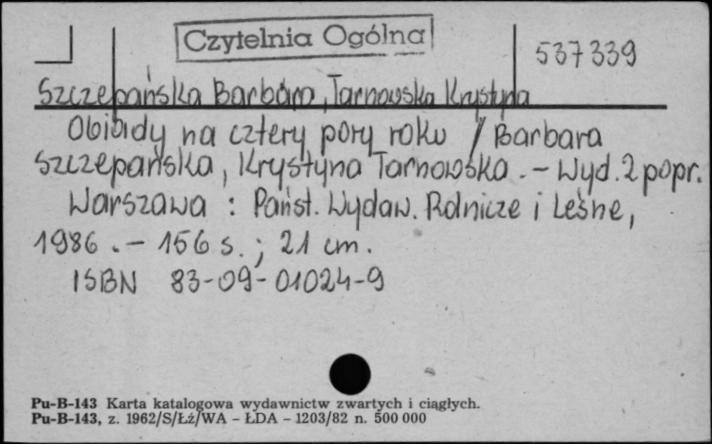 Czytelnia Ogólna
537339
Szczepańska Barbara, Tarnowska Krystyna
Obiady na cztery pory roku / Barbara
Szczepańska, Krystyna Tarnowska. - Wyd. 2 popr.
Warszawa : Państ. Wydaw. Rolnicze i Leśne,
1986. - 156 s. ; 21 cm.
ISBN 83-09-01024-9
Pu-B-143 Karta katalogowa wydawnictw zwartych i ciągłych.
Pu-B-143, z. 1962/S/Łź/WA - ŁDA - 1203/82 n. 500 000